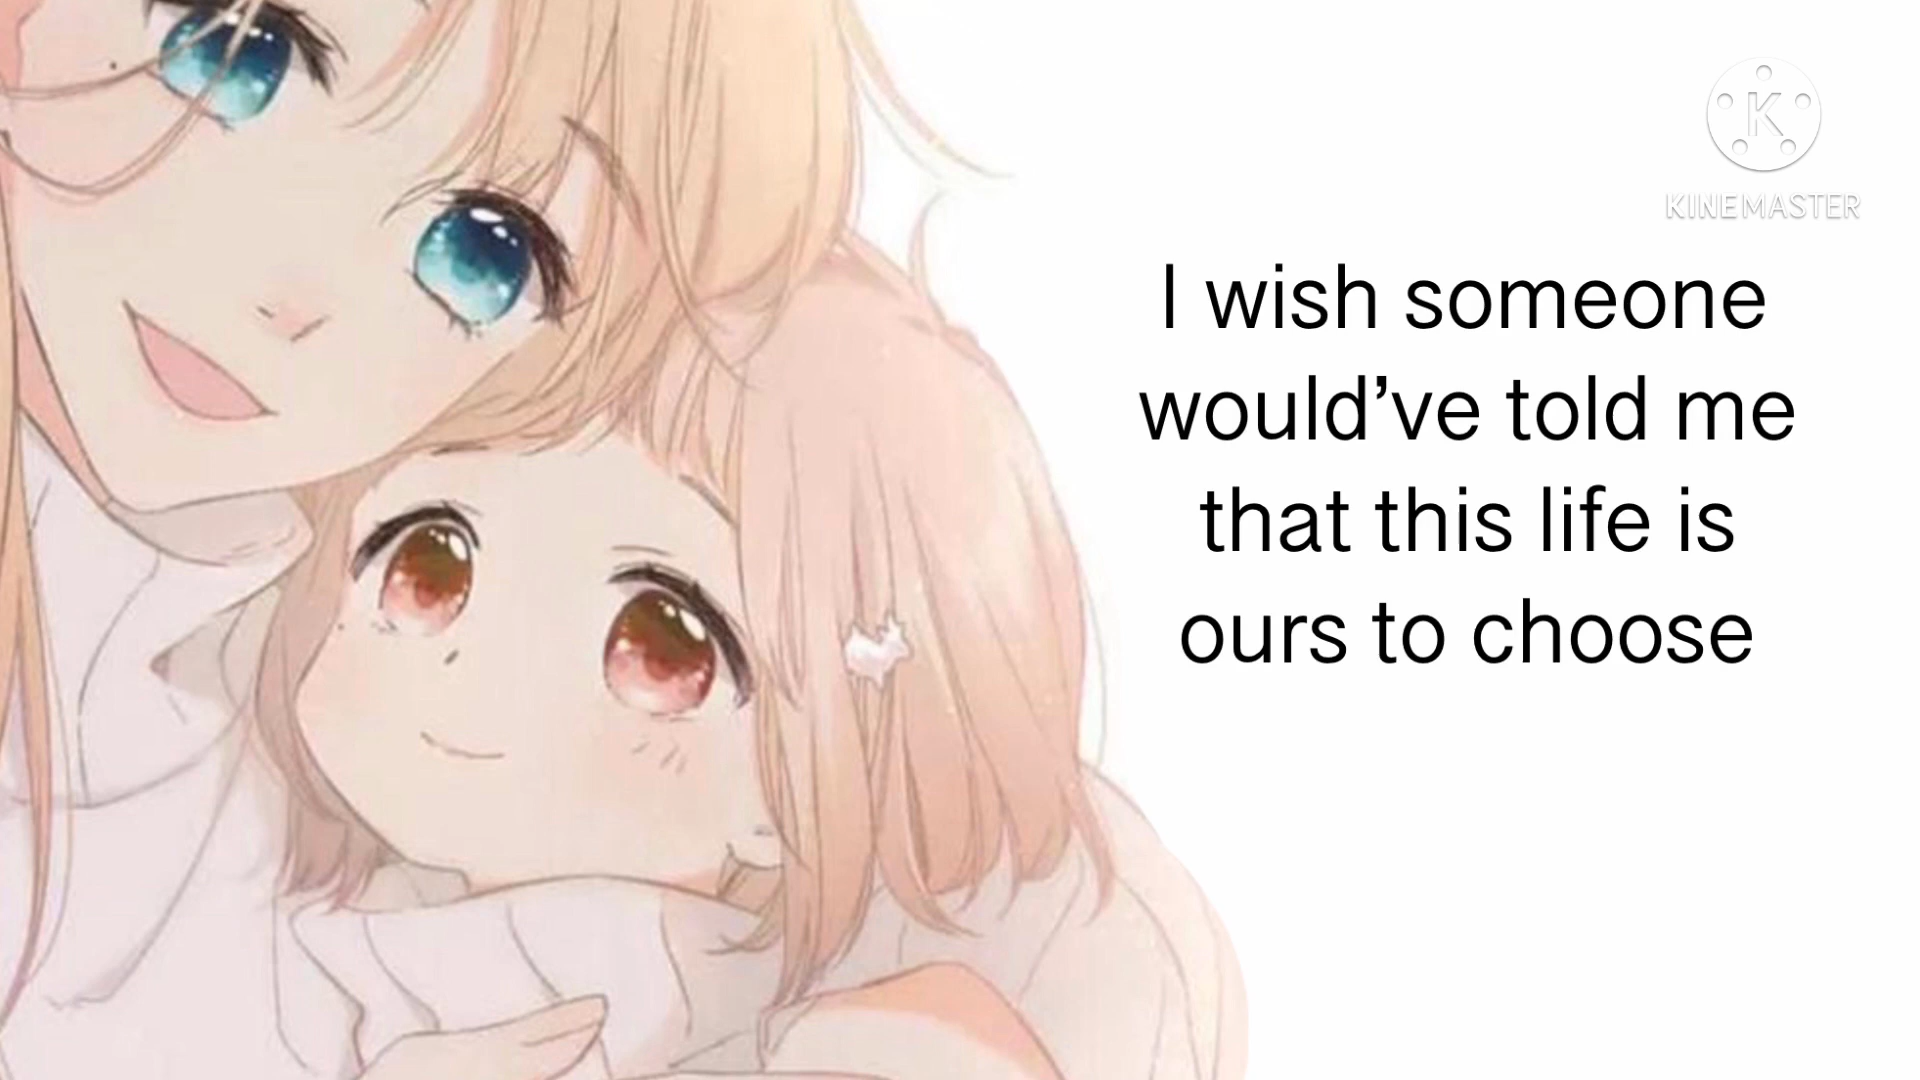 K
KINEMASTER
I wish someone
would’ve told me
that this life is
ours to choose